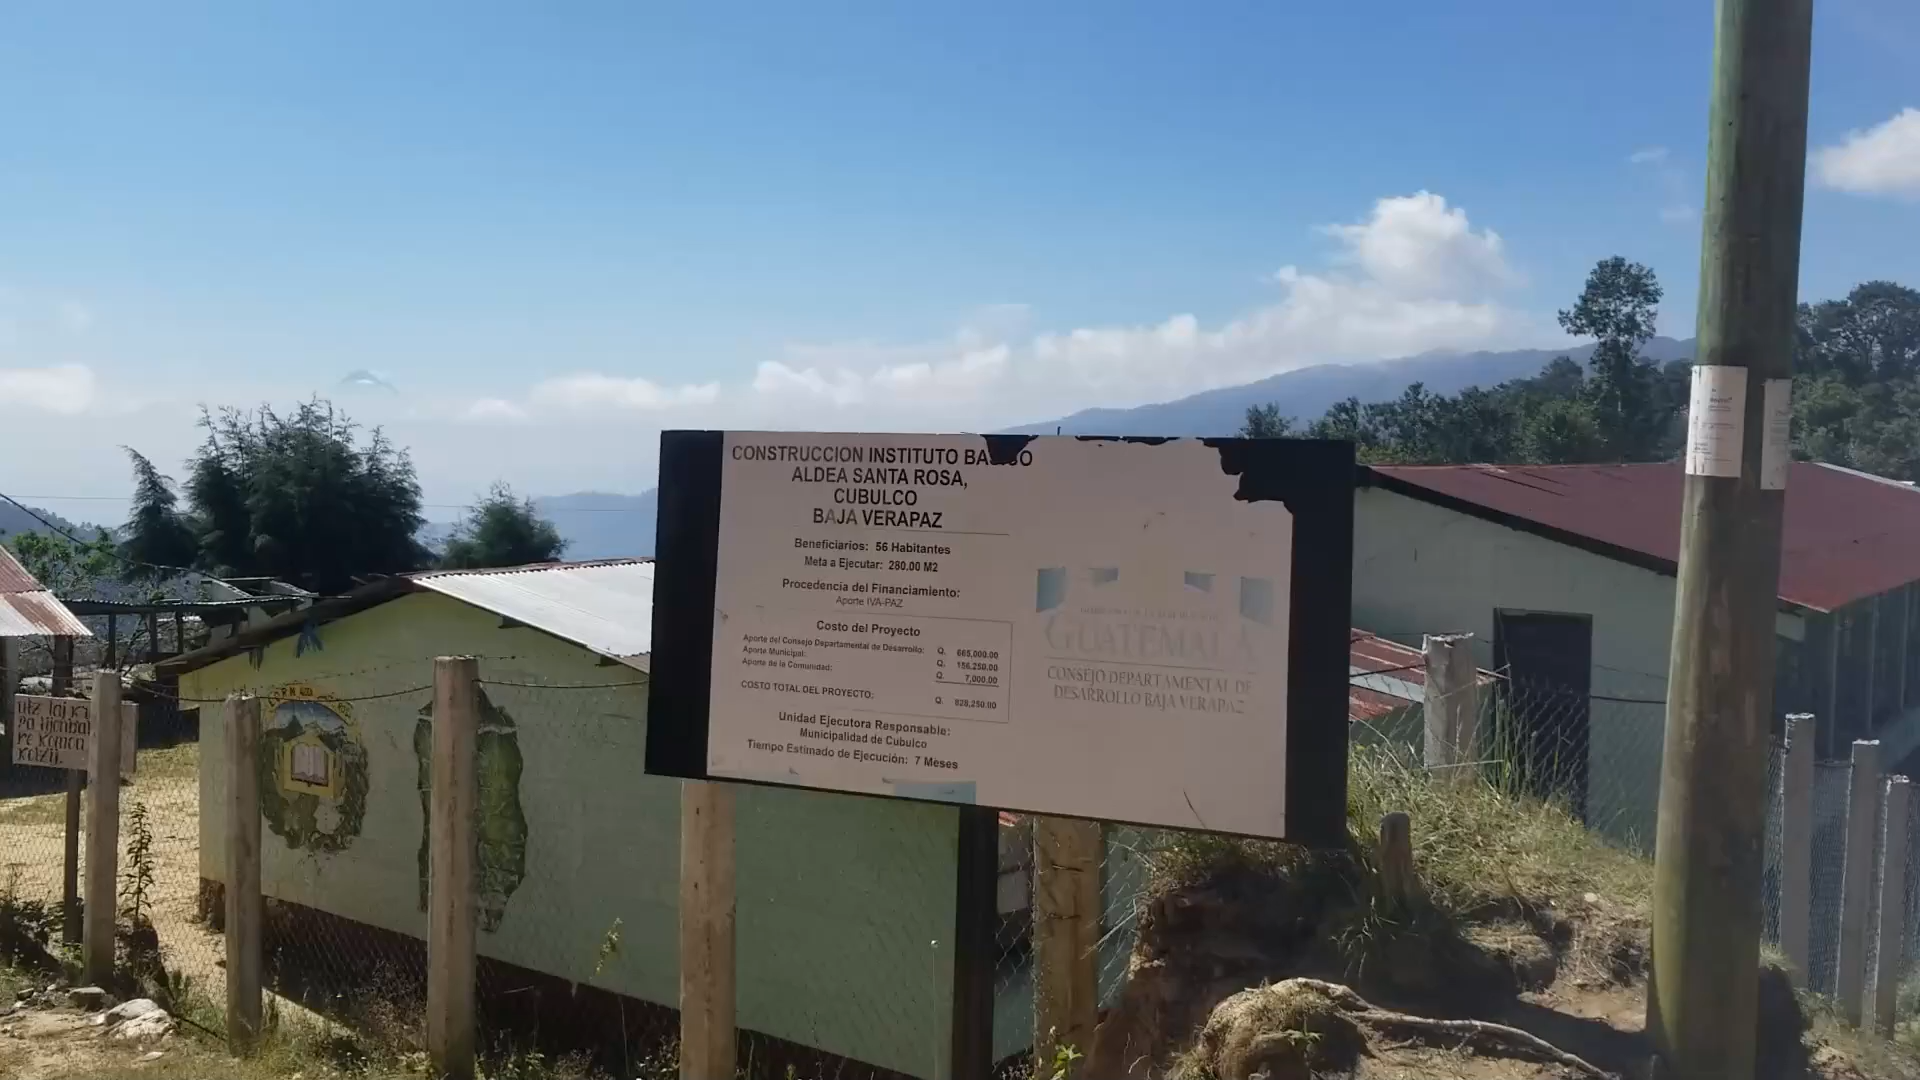 CONSTRUCCION INSTITUTO BASICO
ALDEA SANTA ROSA,
CUBULCO
BAJA VERAPAZ
Beneficiarios: 56 Habitantes
Meta a Ejecutar: 280.00 M2
Procedencia del Financiamiento:
Aporte IVA-PAZ
Costo del Proyecto
Aporte del Consejo Departamental de Desarrollo: Q. 665,000.00
Aporte Municipal: Q. 156,250.00
Aporte de la Comunidad: Q. 7,000.00
COSTO TOTAL DEL PROYECTO: Q. 828,250.00
Unidad Ejecutora Responsable:
Municipalidad de Cubulco
Tiempo Estimado de Ejecución: 7 Meses
GUATEMALA
CONSEJO DEPARTAMENTAL DE
DESARROLLO BAJA VERAPAZ